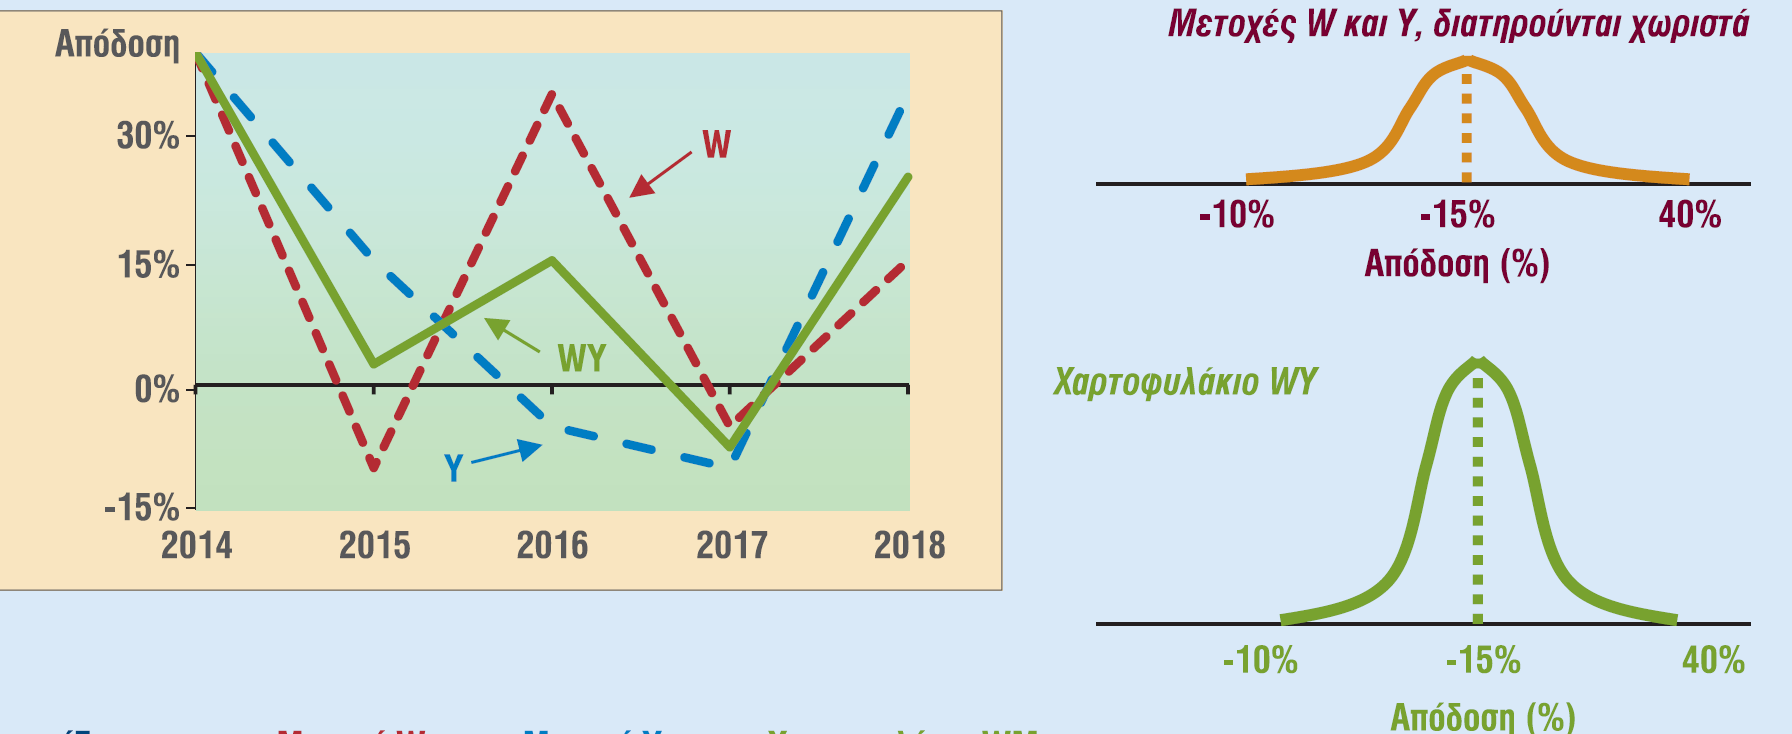 Απόδοση
30%
15%
0%
-15%
2014 2015 2016 2017 2018
W
WY
Y
Μετοχές W και Y, διατηρούνται χωριστά
-10% -15% 40%
Απόδοση (%)
Χαρτοφυλάκιο WY
-10% -15% 40%
Απόδοση (%)